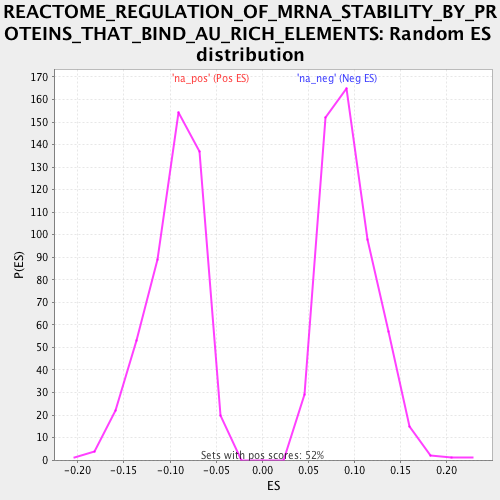 REACTOME_REGULATION_OF_MRNA_STABILITY_BY_PR
OTEINS_THAT_BIND_AU_RICH_ELEMENTS: Random ES
distribution
'na_pos' (Pos ES) 'na_neg' (Neg ES)
170
160
150
140
130
120
110
100
90
80
70
60
50
40
30
20
10
0
P(ES)
Sets with pos scores: 52%
-0.20 -0.15 -0.10 -0.05 0.00 0.05 0.10 0.15 0.20
ES